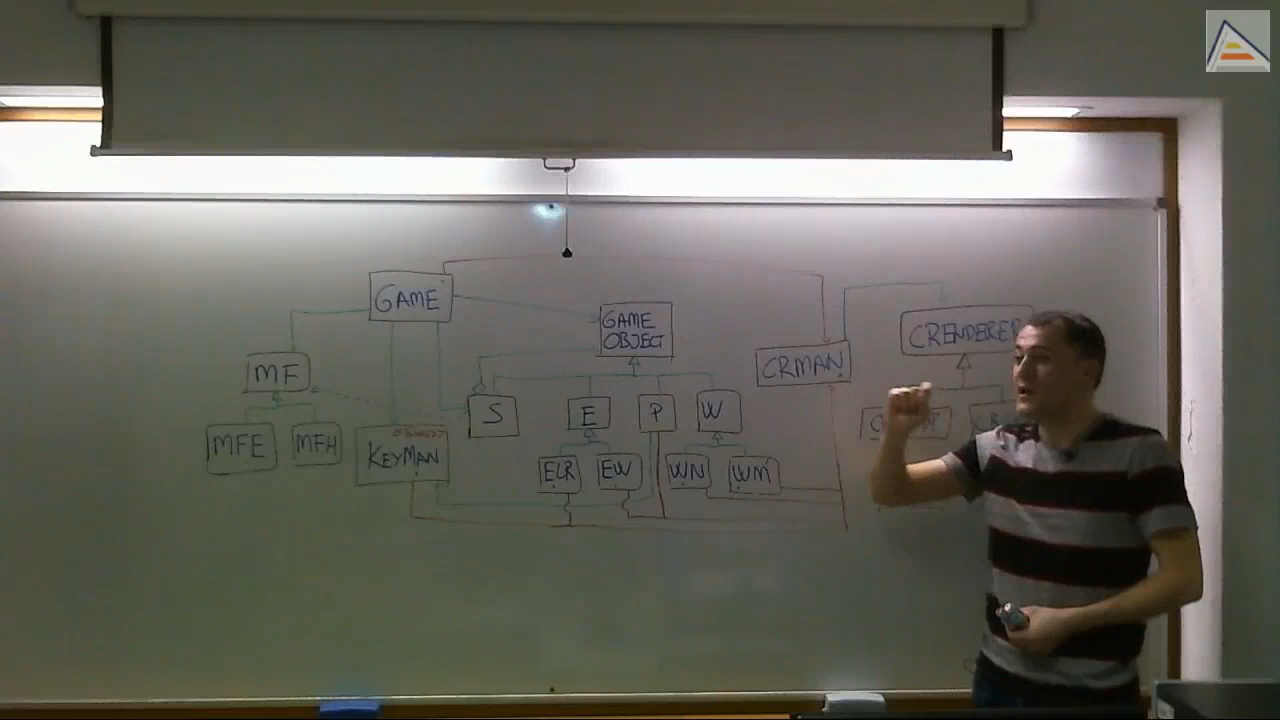 GAME
GAME
OBJECT
CRENDERER
MF
CRMAN
S
E
P
W
MFE
MFH
KEYMAN
ELR
EW
WN
WM